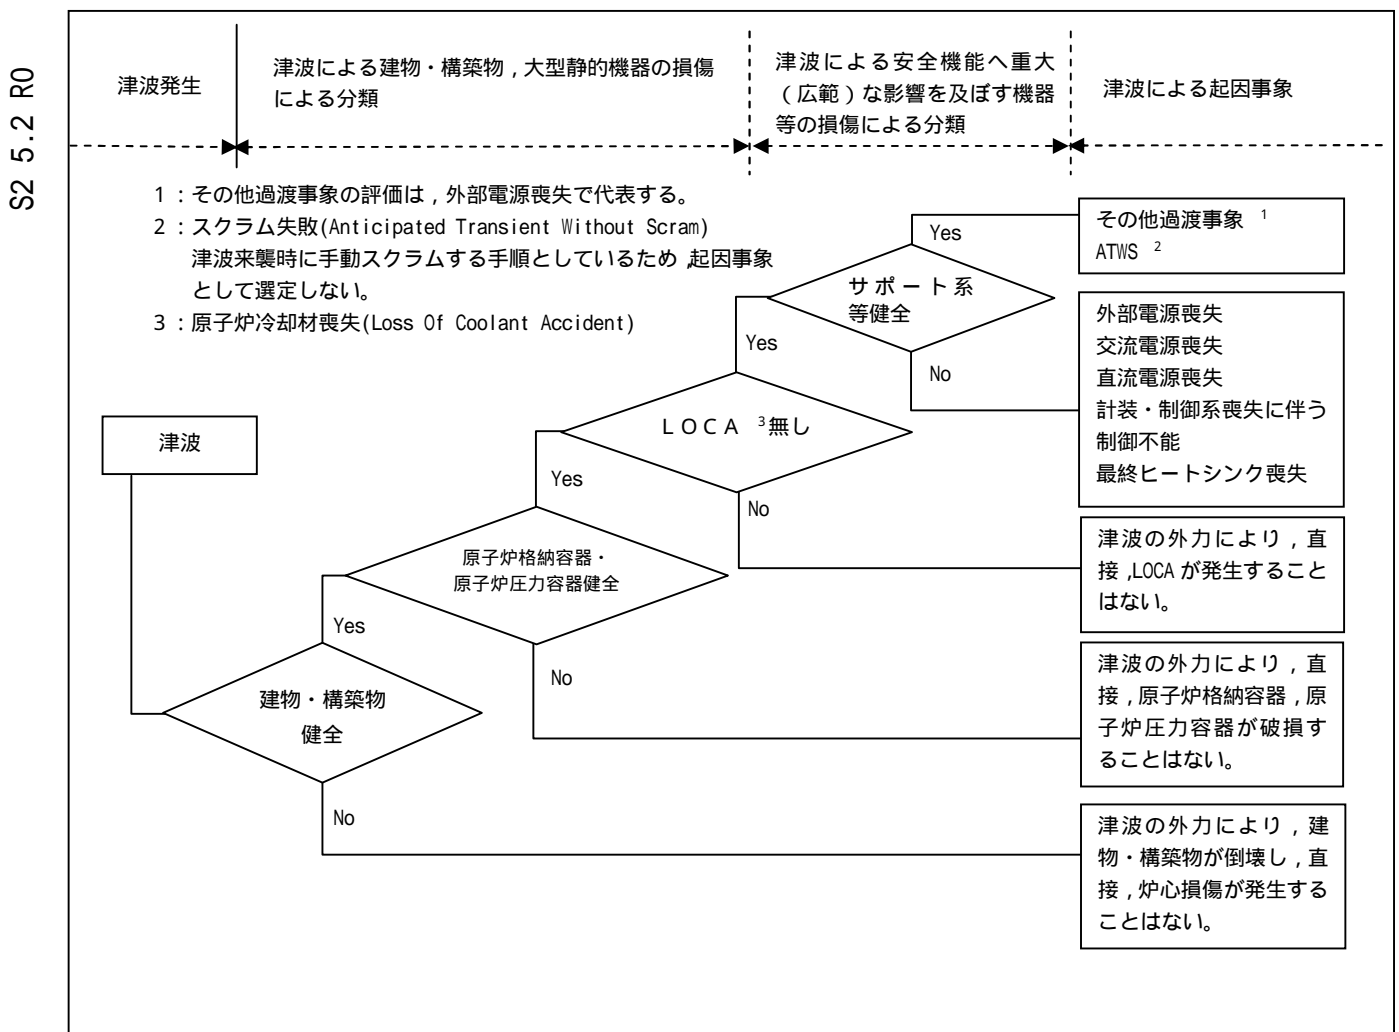 S2 5.2 R0
津波発生
津波による建物・構築物,大型静的機器の損傷
による分類
津波による安全機能へ重大
(広範)な影響を及ぼす機器
等の損傷による分類
津波による起因事象
1:その他過渡事象の評価は,外部電源喪失で代表する。
2:スクラム失敗(Anticipated Transient Without Scram)
津波来襲時に手動スクラムする手順としているため,起因事象
として選定しない。
3:原子炉冷却材喪失(Loss Of Coolant Accident)
Yes
その他過渡事象 1
ATWS 2
サポート系
等健全
No
外部電源喪失
交流電源喪失
直流電源喪失
計装・制御系喪失に伴う
制御不能
最終ヒートシンク喪失
Yes
LOCA 3無し
No
津波の外力により,直
接,LOCAが発生すること
はない。
津波
Yes
原子炉格納容器・
原子炉圧力容器健全
No
津波の外力により,直
接,原子炉格納容器,原
子炉圧力容器が破損す
ることはない。
Yes
建物・構築物
健全
No
津波の外力により,建
物・構築物が倒壊し,直
接,炉心損傷が発生する
ことはない。